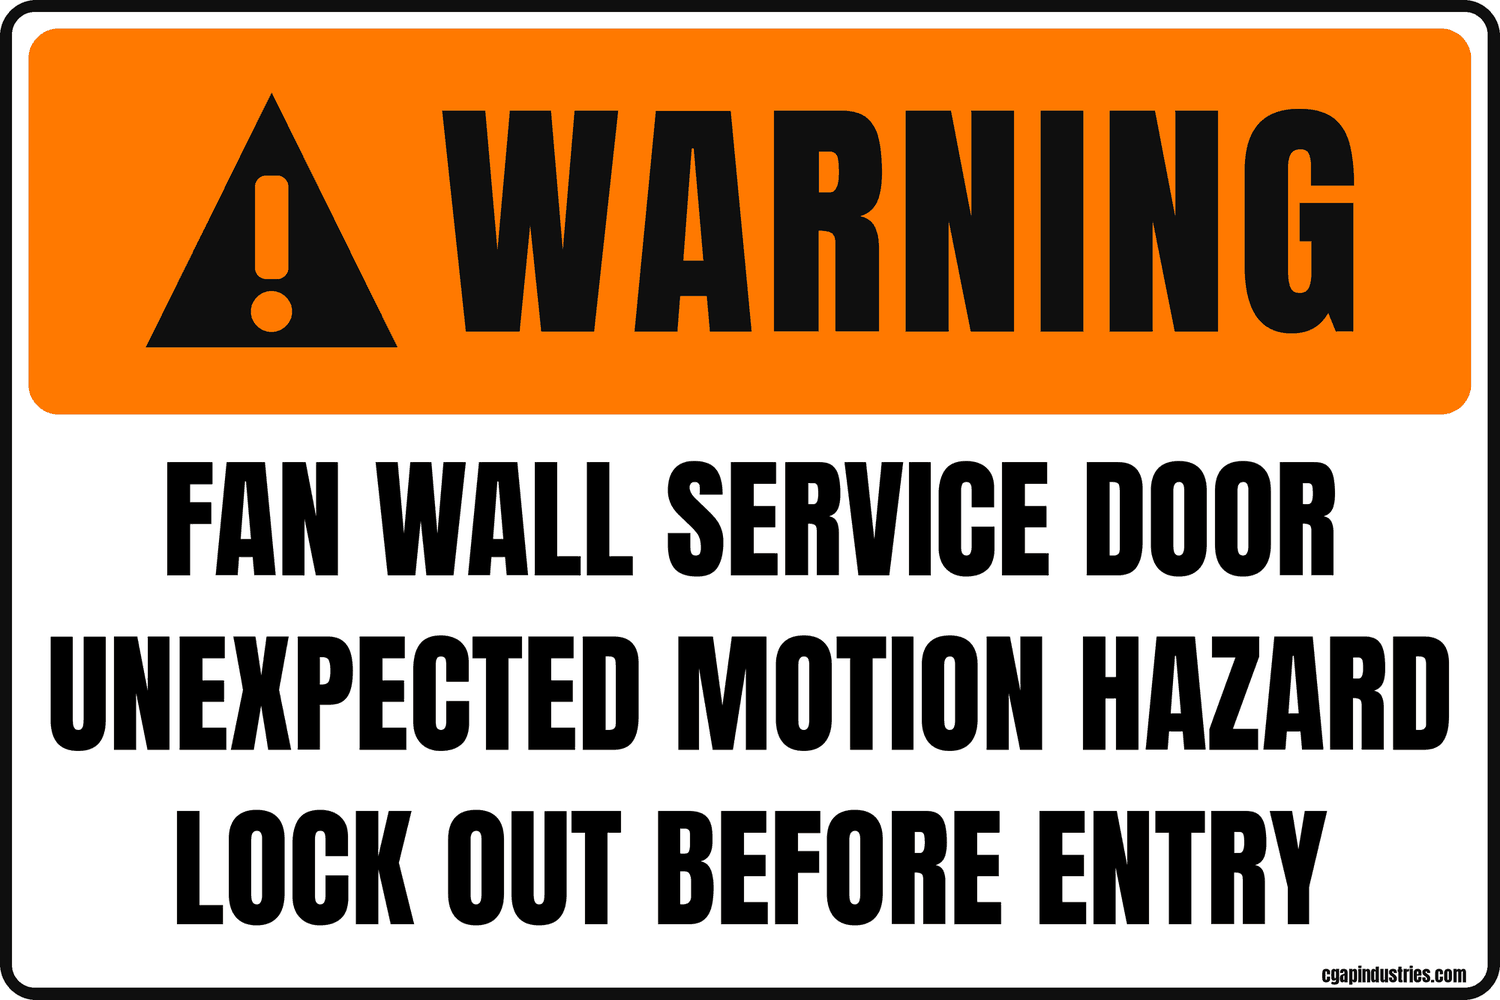 WARNING
FAN WALL SERVICE DOOR
UNEXPECTED MOTION HAZARD
LOCK OUT BEFORE ENTRY
cgapindustries.com